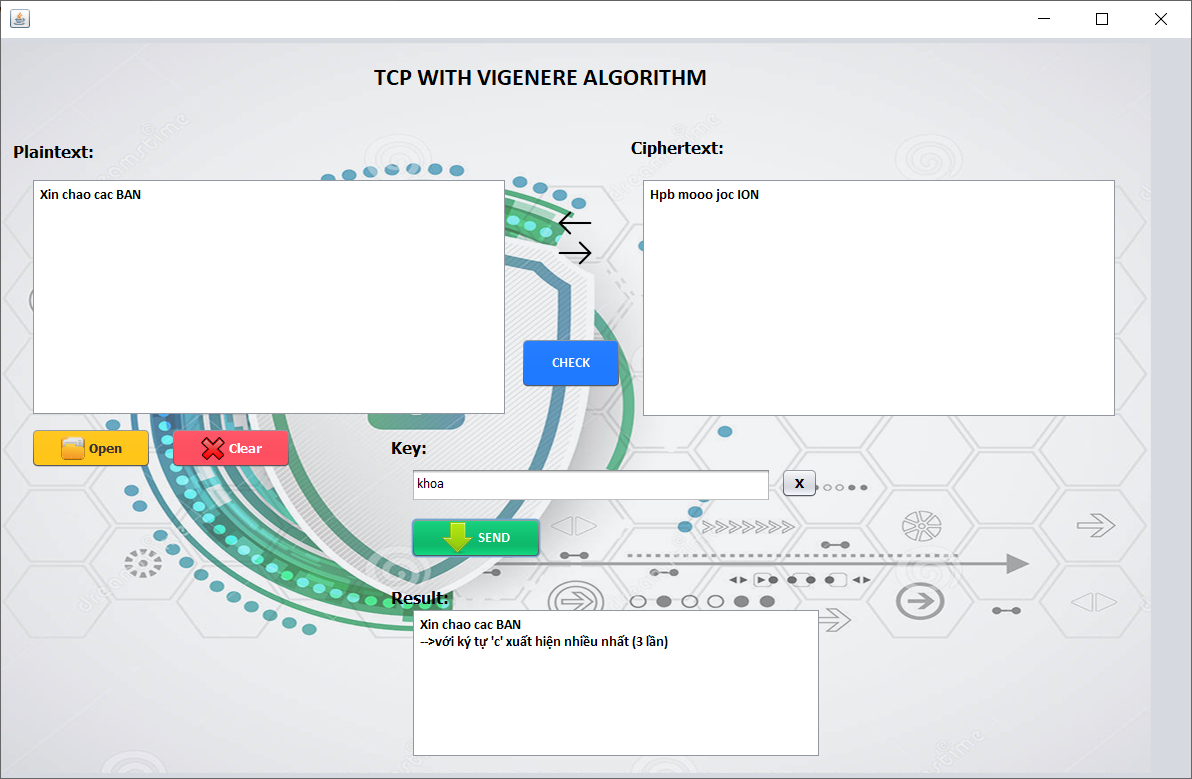 TCP WITH VIGENERE ALGORITHM
Plaintext:
Ciphertext:
Xin chao cac BAN
Hpb mooo joc ION
CHECK
Open
Clear
Key:
khoa
X
SEND
Result:
Xin chao cac BAN
-->với ký tự 'c' xuất hiện nhiều nhất (3 lần)
dreamstime